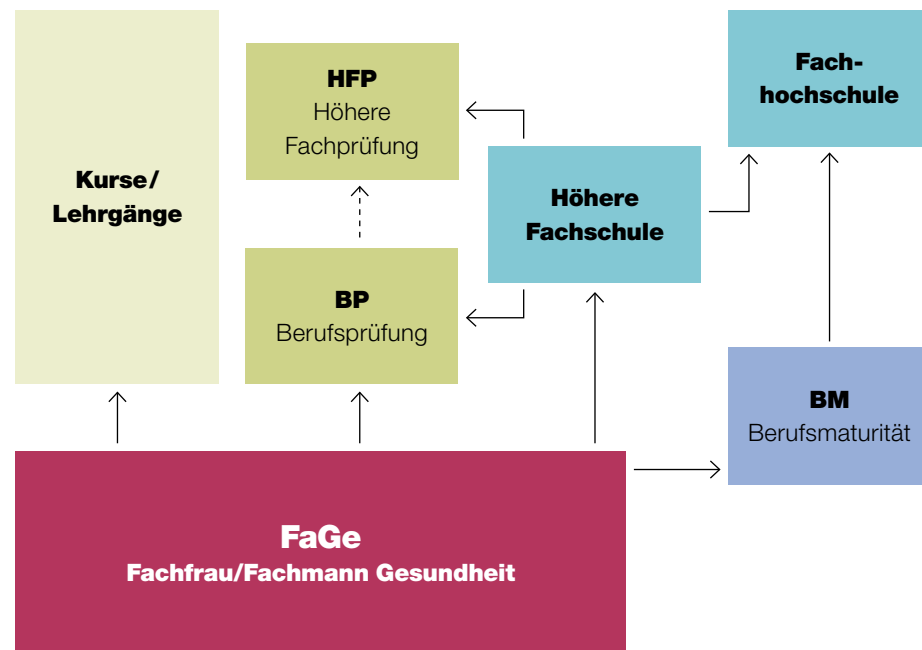 Kurse/
Lehrgänge
HFP
Höhere
Fachprüfung
BP
Berufsprüfung
Höhere
Fachschule
Fach-
hochschule
BM
Berufsmaturität
FaGe
Fachfrau/Fachmann Gesundheit